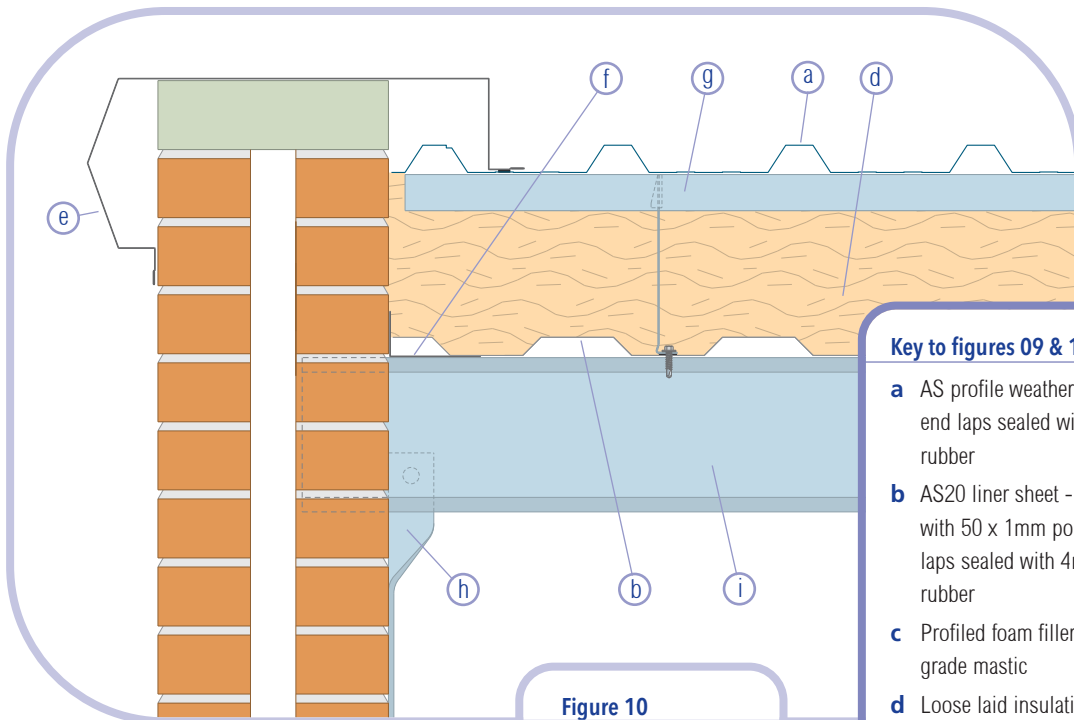 f
g
a
d
e
h
b
i
Key to figures 09 &
a AS profile weather
end laps sealed wi
rubber
b AS20 liner sheet -
with 50 x 1mm po
laps sealed with 4
rubber
c Profiled foam filler
grade mastic
d Loose laid insulati
Figure 10